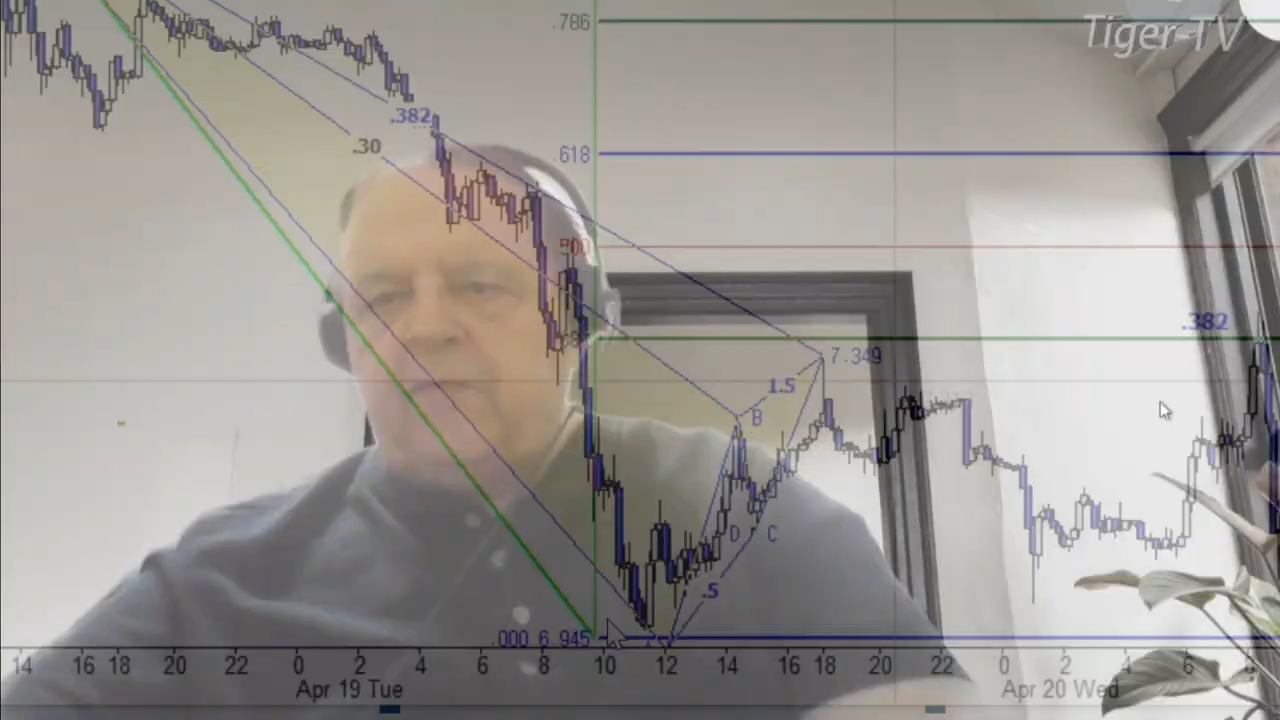 Tiger-TV
.786
.382
.30
.618
.500
.382
7.349
1.5
B
D
C
.5
.000 6.945
14 16 18 20 22 0 2 4 6 8 10 12 14 16 18 20 22 0 2 4 6 8
Apr 19 Tue
Apr 20 Wed